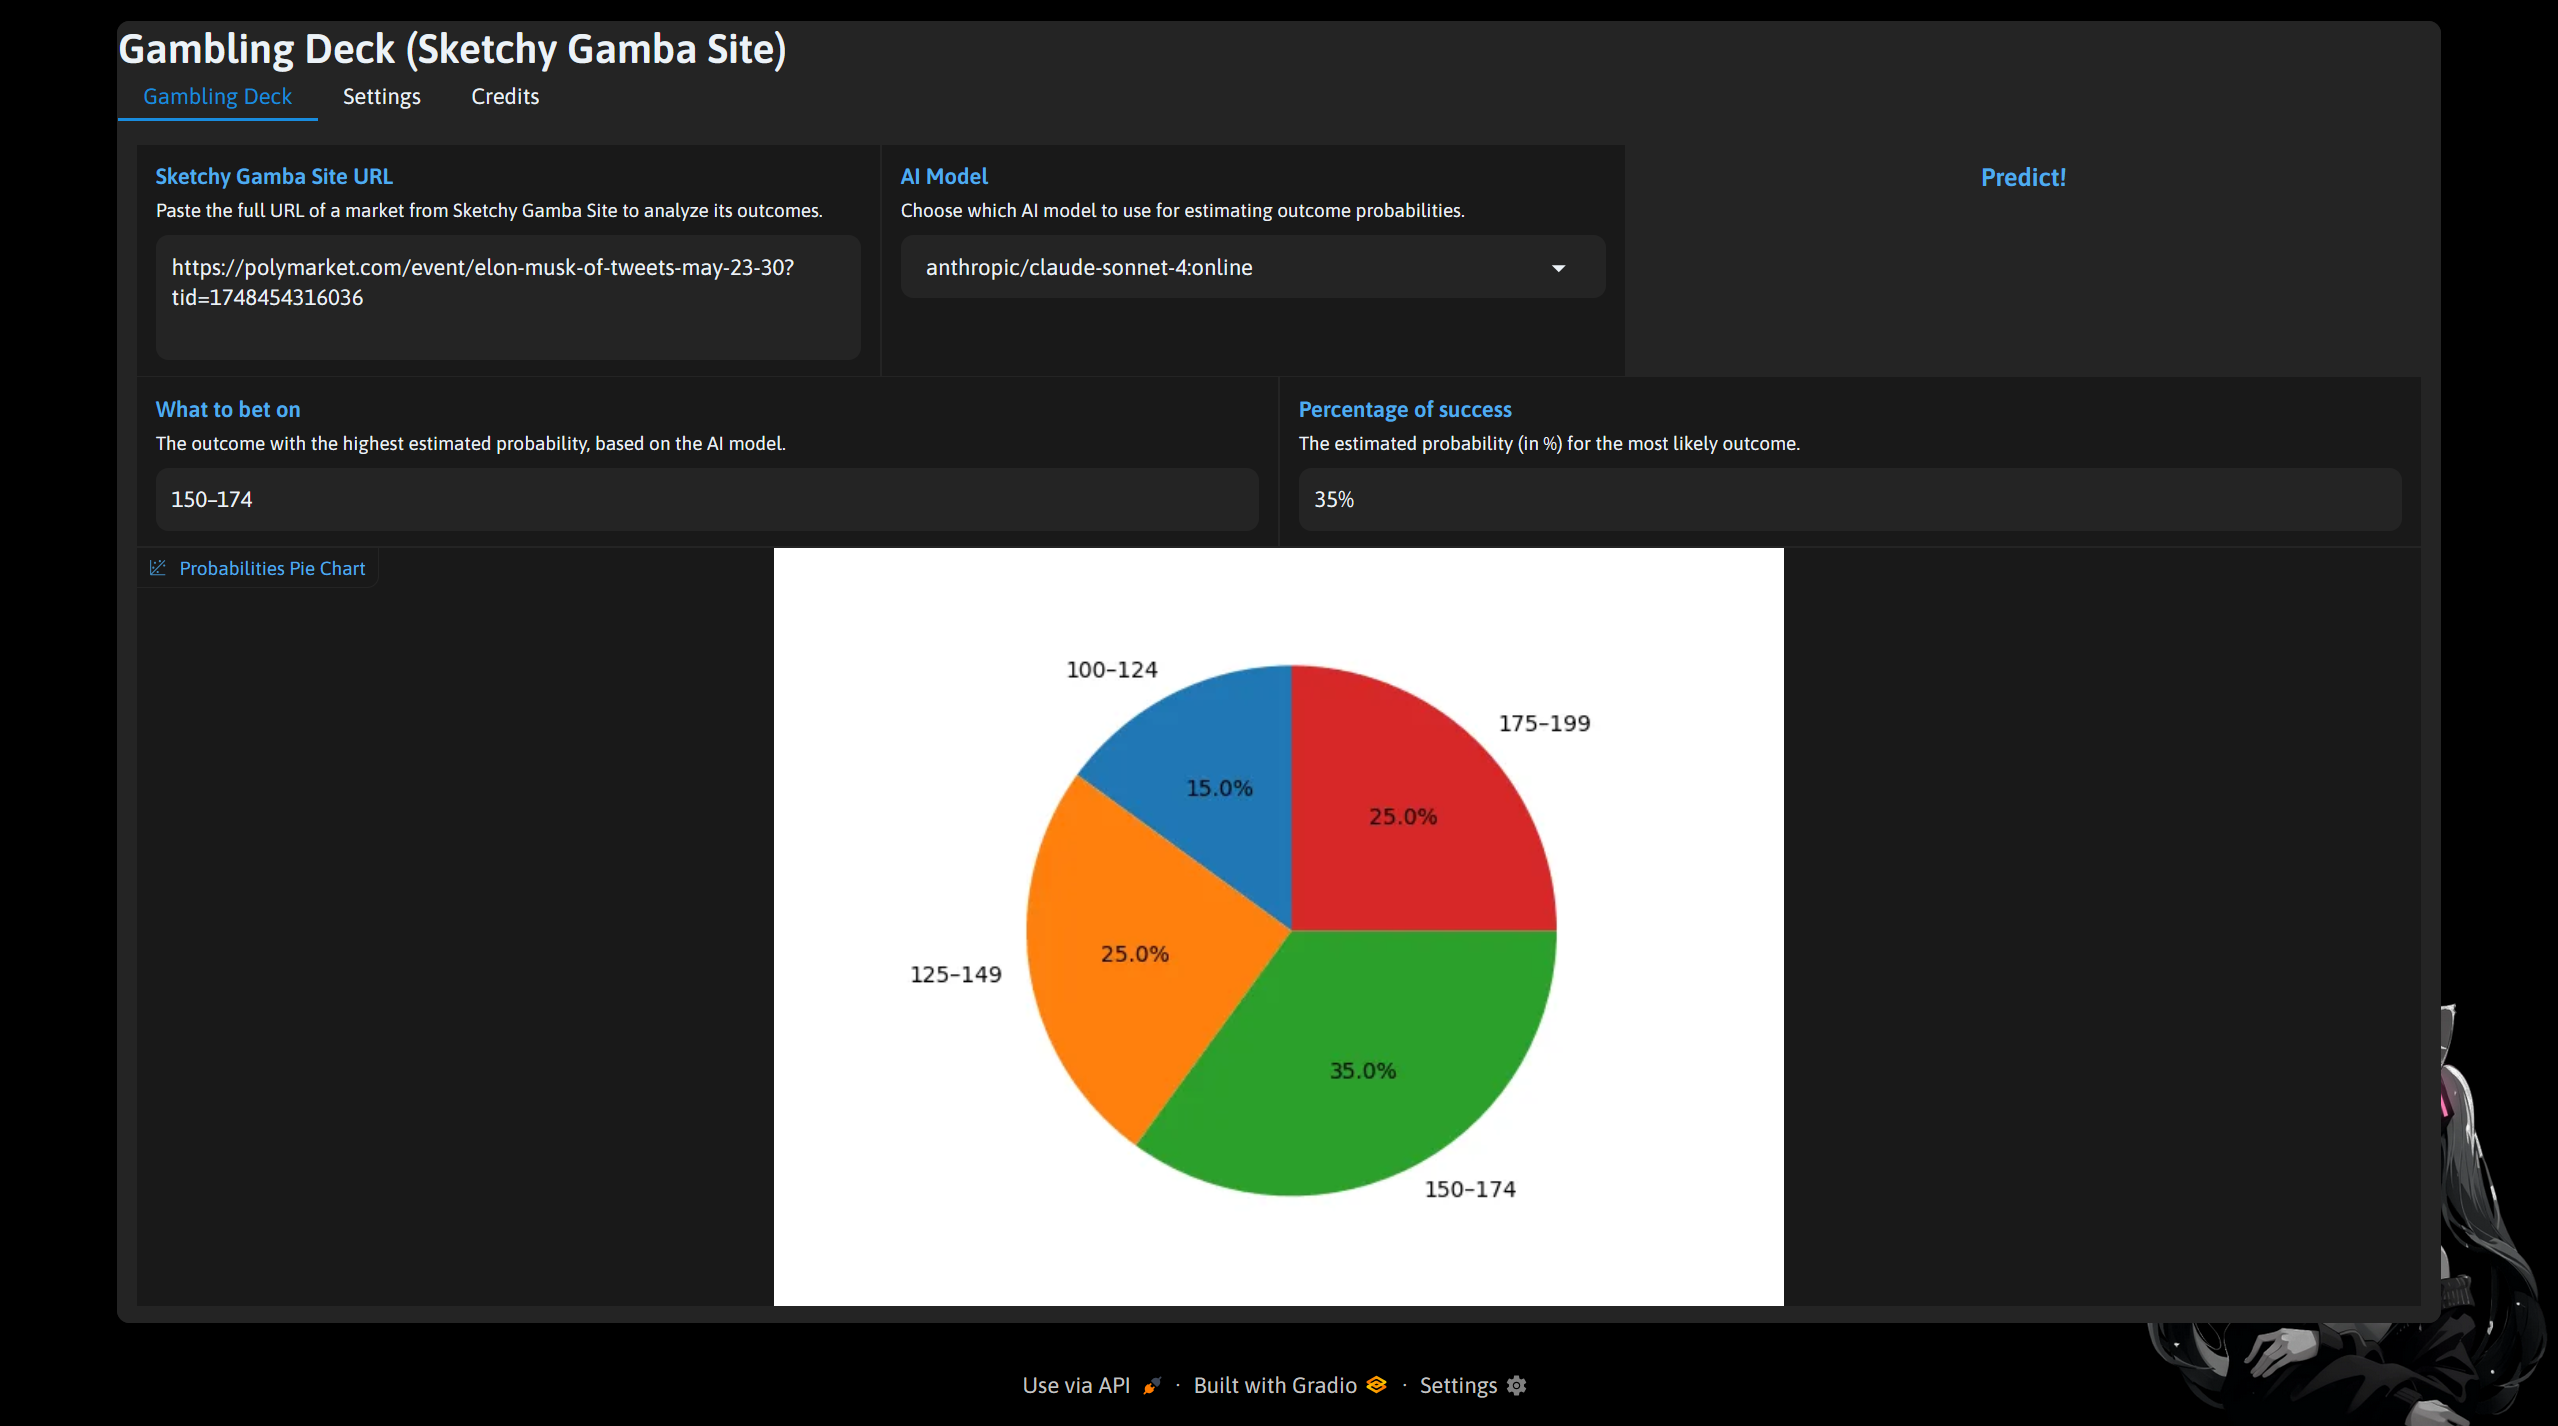 Gambling Deck (Sketchy Gamba Site)
Gambling Deck Settings Credits
Sketchy Gamba Site URL
Paste the full URL of a market from Sketchy Gamba Site to analyze its outcomes.
https://polymarket.com/event/elon-musk-of-tweets-may-23-30?
tid=1748454316036
AI Model
Choose which AI model to use for estimating outcome probabilities.
anthropic/claude-sonnet-4:online
Predict!
What to bet on
The outcome with the highest estimated probability, based on the AI model.
150–174
Percentage of success
The estimated probability (in %) for the most likely outcome.
35%
Probabilities Pie Chart
100–124
175–199
15.0%
25.0%
25.0%
125–149
35.0%
150–174
Use via API · Built with Gradio · Settings